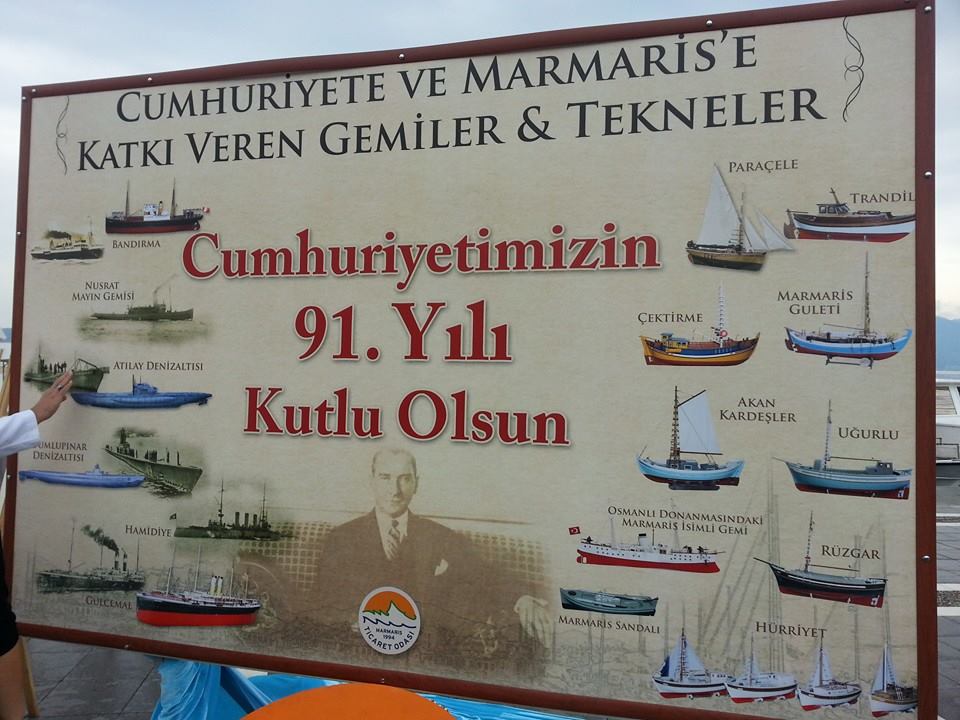 CUMHURİYETE VE MARMARİS'E
KATKI VEREN GEMİLER & TEKNELER
Cumhuriyetimizin
91. Yılı
Kutlu Olsun
BANDIRMA
NUSRAT
MAYIN GEMİSİ
ATILAY DENİZALTISI
DUMLUPINAR
DENİZALTISI
HAMİDİYE
GÜLCEMAL
PARAÇELE
TRANDİL
ÇEKTİRME
MARMARİS
GULETİ
AKAN
KARDEŞLER
UĞURLU
OSMANLI DONANMASINDAKİ
MARMARİS İSİMLİ GEMİ
RÜZGAR
MARMARİS SANDALI
HÜRRİYET
MARMARİS
1994
TİCARET ODASI